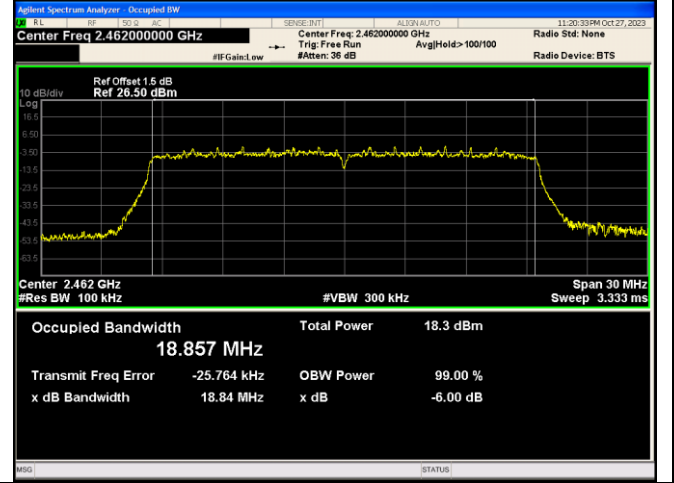 Agilent Spectrum Analyzer - Occupied BW
RL RF 50 Ω AC SENSE:INT ALIGN AUTO 11:20:33 PM Oct 27, 2023
Center Freq 2.462000000 GHz Center Freq: 2.462000000 GHz Radio Std: None
Trig: Free Run Avg|Hold:> 100/100
#IFGain:Low #Atten: 36 dB Radio Device: BTS
Ref Offset 1.5 dB
10 dB/div Ref 26.50 dBm
Log
16.5
6.50
-3.50
-13.5
-23.5
-33.5
-43.5
-53.5
-63.5
Center 2.462 GHz Span 30 MHz
#Res BW 100 kHz #VBW 300 kHz Sweep 3.333 ms
Occupied Bandwidth Total Power 18.3 dBm
18.857 MHz
Transmit Freq Error -25.764 kHz OBW Power 99.00 %
x dB Bandwidth 18.84 MHz x dB -6.00 dB
MSG STATUS